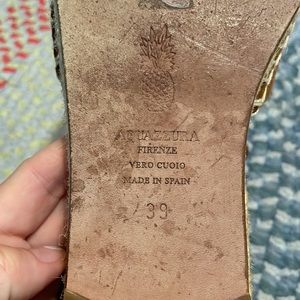 AQUAZZURA
FIRENZE
VERO CUOIO
MADE IN SPAIN
39